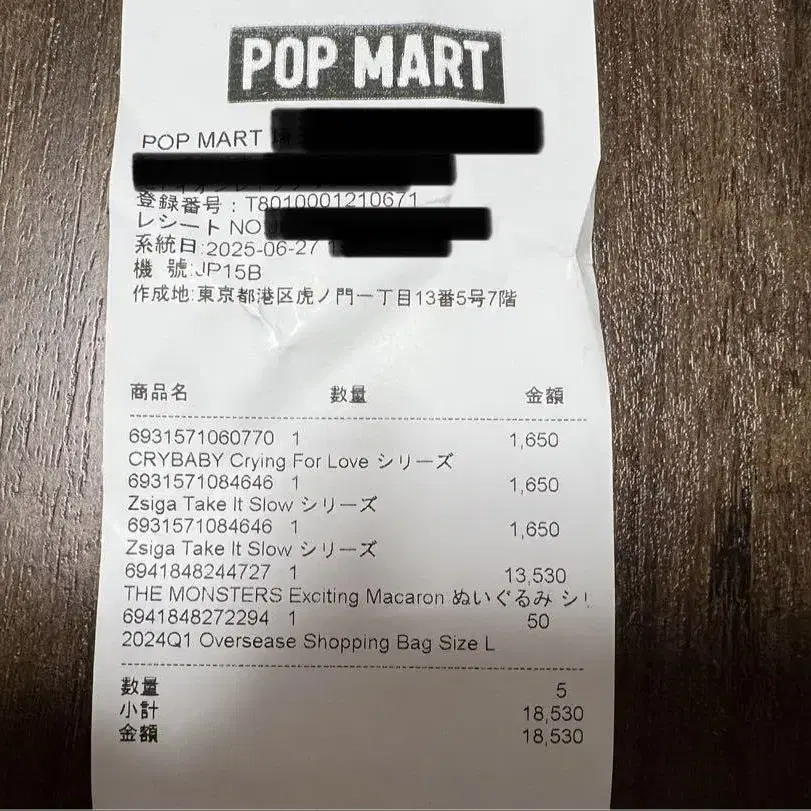 POP MART
POP MART 埼
登録番号：T8010001210671
レシート NO:
系統日:2025-06-27
機 號:JP15B
作成地:東京都港区虎ノ門一丁目13番5号7階
商品名 数量 金額
6931571060770 1 1,650
CRYBABY Crying For Love シリーズ
6931571084646 1 1,650
Zsiga Take It Slow シリーズ
6931571084646 1 1,650
Zsiga Take It Slow シリーズ
6941848244727 1 13,530
THE MONSTERS Exciting Macaron ぬいぐるみ シリ
6941848272294 1 50
2024Q1 Oversease Shopping Bag Size L
数量 5
小計 18,530
金額 18,530